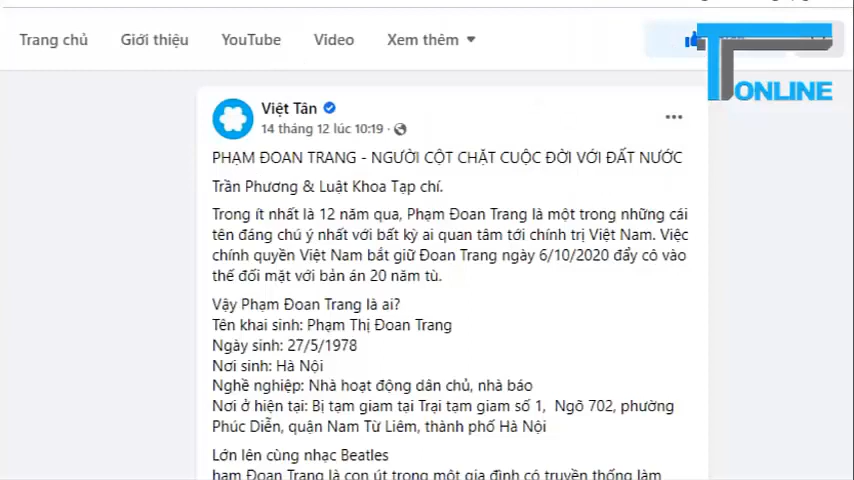 Trang chủ
Giới thiệu
YouTube
Video
Xem thêm
ONLINE
Việt Tân
14 tháng 12 lúc 10:19
PHẠM ĐOAN TRANG - NGƯỜI CỘT CHẶT CUỘC ĐỜI VỚI ĐẤT NƯỚC
Trần Phương & Luật Khoa Tạp chí.
Trong ít nhất là 12 năm qua, Phạm Đoan Trang là một trong những cái
tên đáng chú ý nhất với bất kỳ ai quan tâm tới chính trị Việt Nam. Việc
chính quyền Việt Nam bắt giữ Đoan Trang ngày 6/10/2020 đẩy cô vào
thế đối mặt với bản án 20 năm tù.
Vậy Phạm Đoan Trang là ai?
Tên khai sinh: Phạm Thị Đoan Trang
Ngày sinh: 27/5/1978
Nơi sinh: Hà Nội
Nghề nghiệp: Nhà hoạt động dân chủ, nhà báo
Nơi ở hiện tại: Bị tạm giam tại Trại tạm giam số 1, Ngõ 702, phường
Phúc Diễn, quận Nam Từ Liêm, thành phố Hà Nội
Lớn lên cùng nhạc Beatles
hạm Đoan Trang là con út trong một gia đình có truyền thống làm